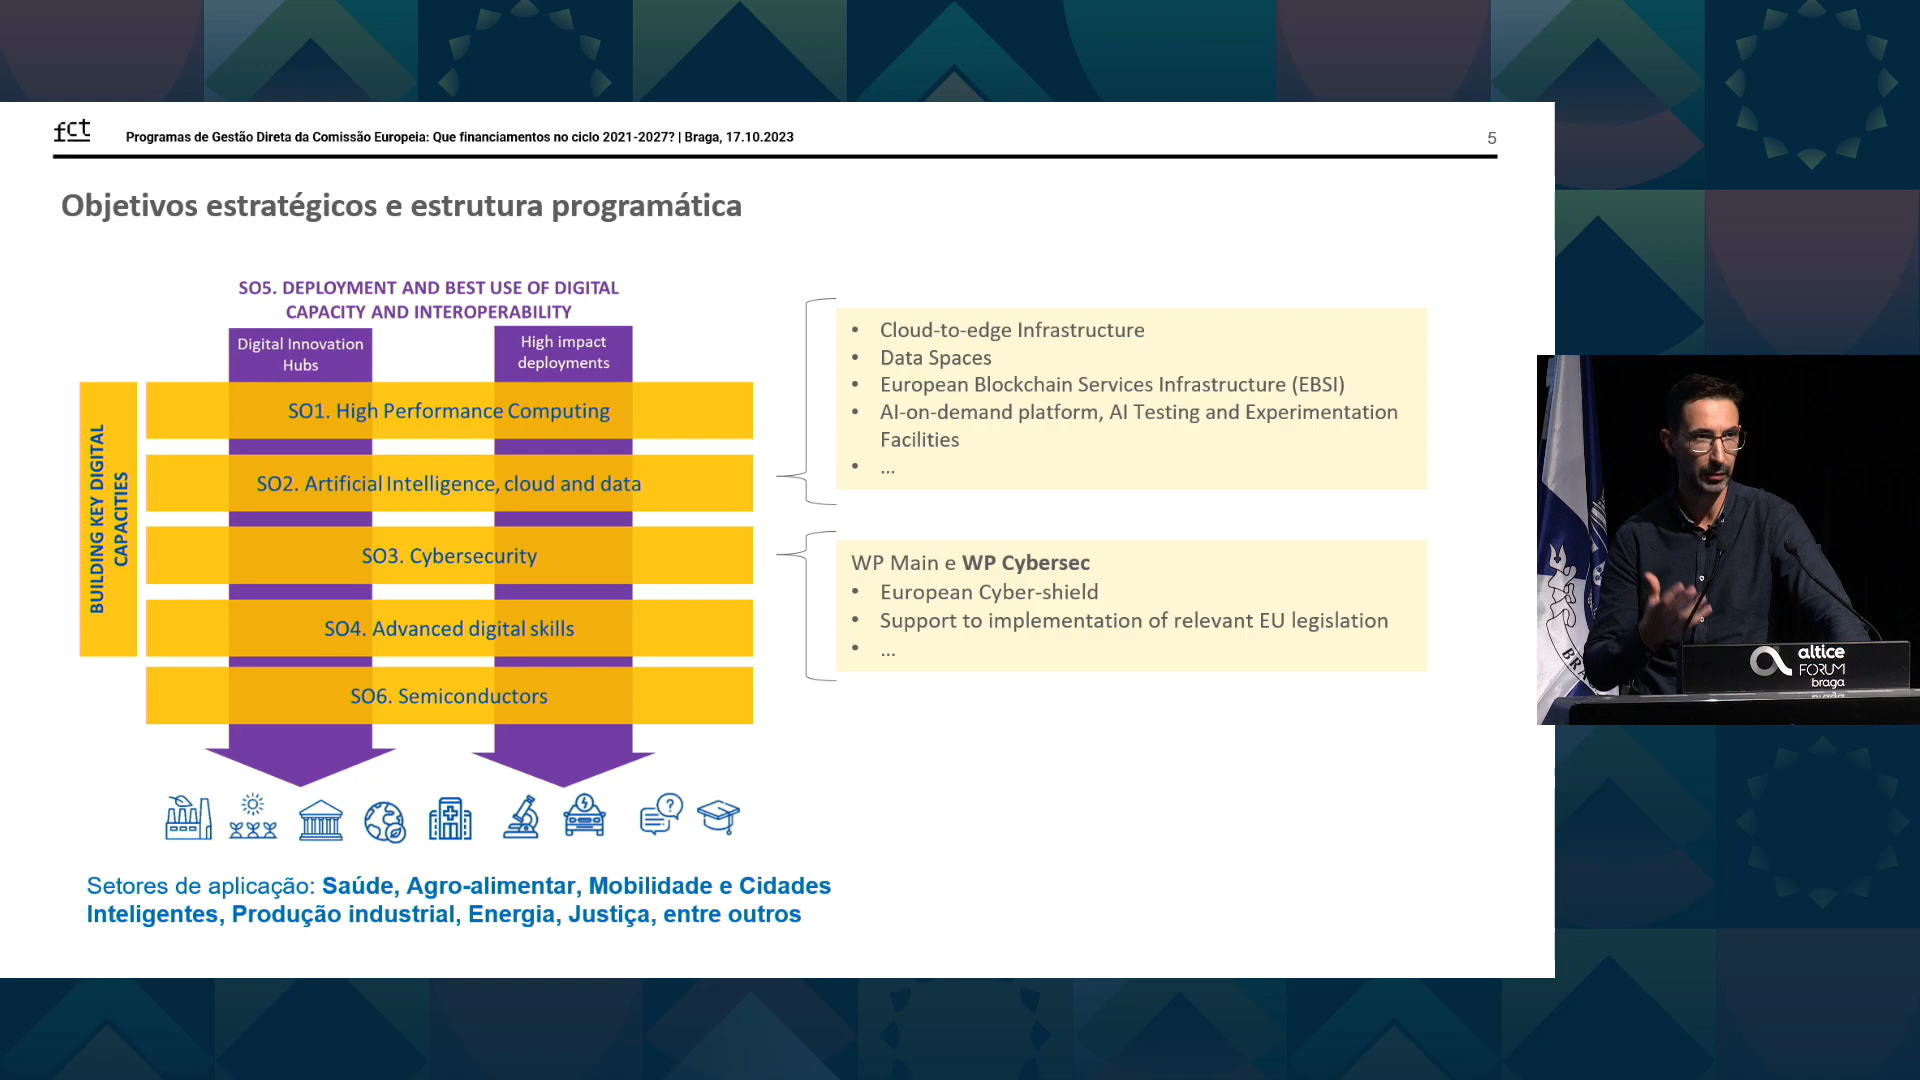 fct
Programas de Gestão Direta da Comissão Europeia: Que financiamentos no ciclo 2021-2027? | Braga, 17.10.2023
5
Objetivos estratégicos e estrutura programática
SO5. DEPLOYMENT AND BEST USE OF DIGITAL
CAPACITY AND INTEROPERABILITY
Digital Innovation
Hubs
High impact
deployments
BUILDING KEY DIGITAL
CAPACITIES
SO1. High Performance Computing
SO2. Artificial Intelligence, cloud and data
SO3. Cybersecurity
SO4. Advanced digital skills
SO6. Semiconductors
• Cloud-to-edge Infrastructure
• Data Spaces
• European Blockchain Services Infrastructure (EBSI)
• AI-on-demand platform, AI Testing and Experimentation
Facilities
• ...
WP Main e WP Cybersec
• European Cyber-shield
• Support to implementation of relevant EU legislation
• ...
Setores de aplicação: Saúde, Agro-alimentar, Mobilidade e Cidades
Inteligentes, Produção industrial, Energia, Justiça, entre outros
altice
FORUM
braga